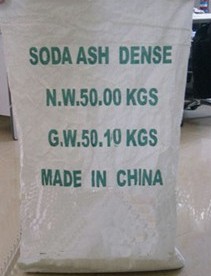 SODA ASH DENSE
N.W.50.00 KGS
G.W.50.10 KGS
MADE IN CHINA